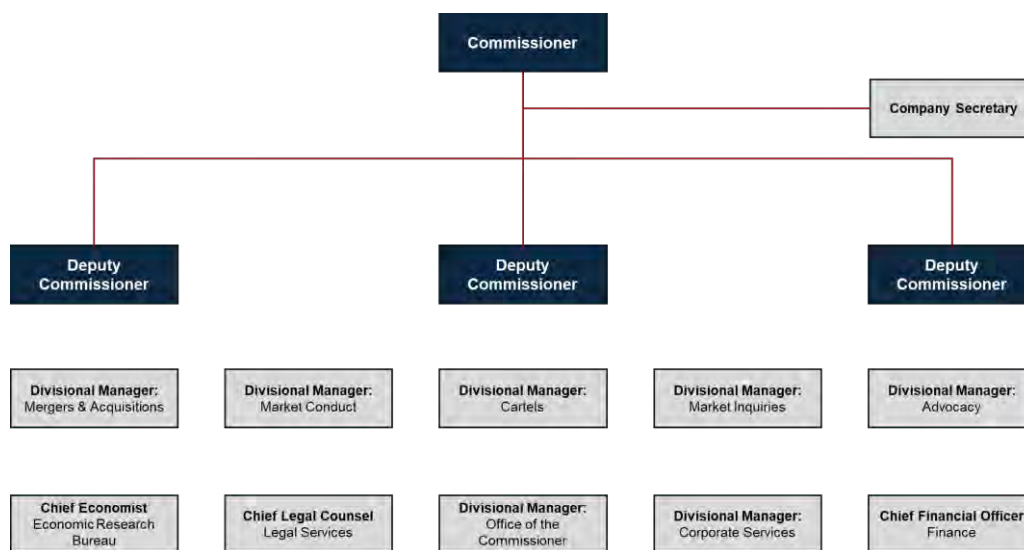 Commissioner
Company Secretary
Deputy
Commissioner
Deputy
Commissioner
Deputy
Commissioner
Divisional Manager:
Mergers & Acquisitions
Divisional Manager:
Market Conduct
Divisional Manager:
Cartels
Divisional Manager:
Market Inquiries
Divisional Manager:
Advocacy
Chief Economist
Economic Research
Bureau
Chief Legal Counsel
Legal Services
Divisional Manager:
Office of the
Commissioner
Divisional Manager:
Corporate Services
Chief Financial Officer
Finance